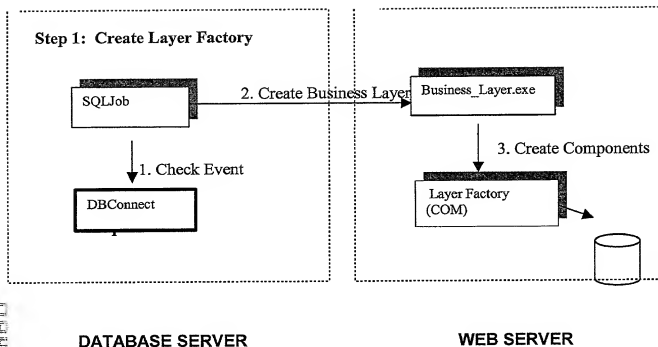 Step 1: Create Layer Factory
SQLJob
2. Create Business Layer
Business_Layer.exe
1. Check Event
3. Create Components
DBConnect
Layer Factory
(COM)
DATABASE SERVER
WEB SERVER